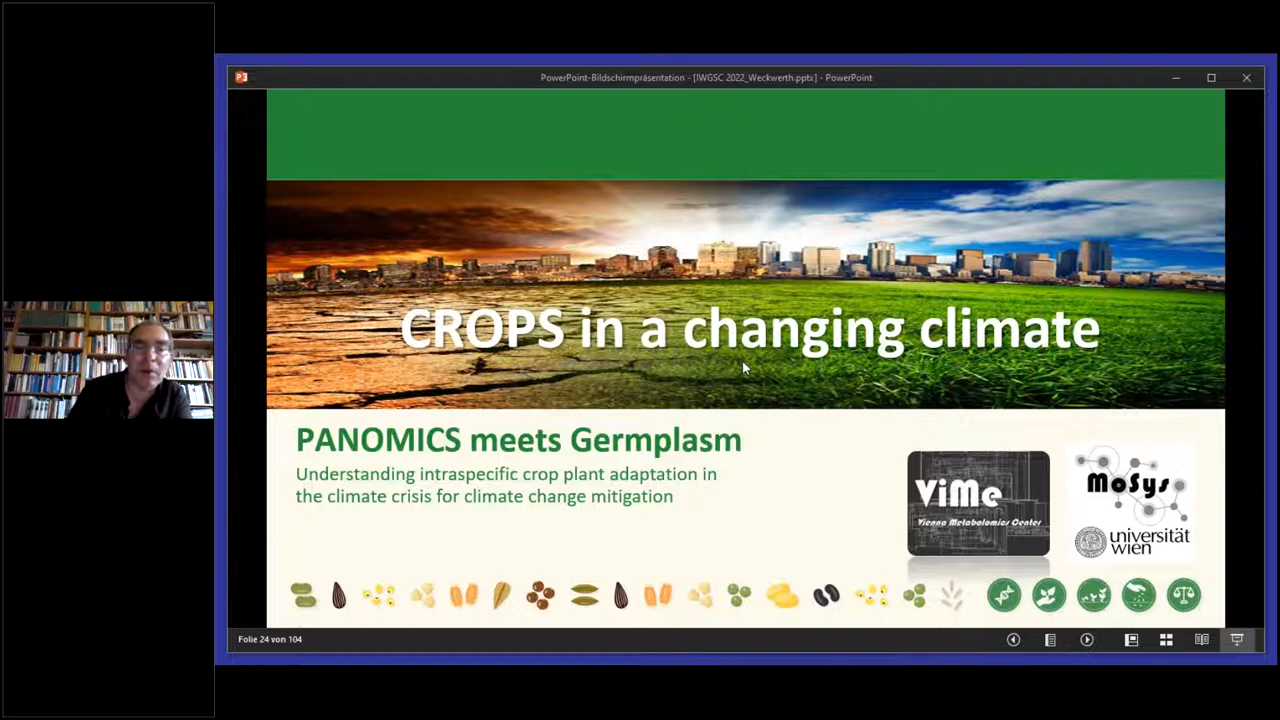 PowerPoint-Bildschirmpräsentation - [IWGSC 2022_Weckwerth.pptx] - PowerPoint
CROPS in a changing climate
PANOMICS meets Germplasm
Understanding intraspecific crop plant adaptation in
the climate crisis for climate change mitigation
ViMe
Vienna Metabolomics Center
MoSys
universität
wien
Folie 24 von 104